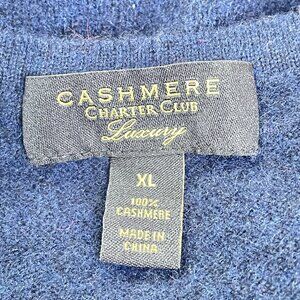 CASHMERE
CHARTER CLUB
Luxury
XL
100%
CASHMERE
MADE IN
CHINA